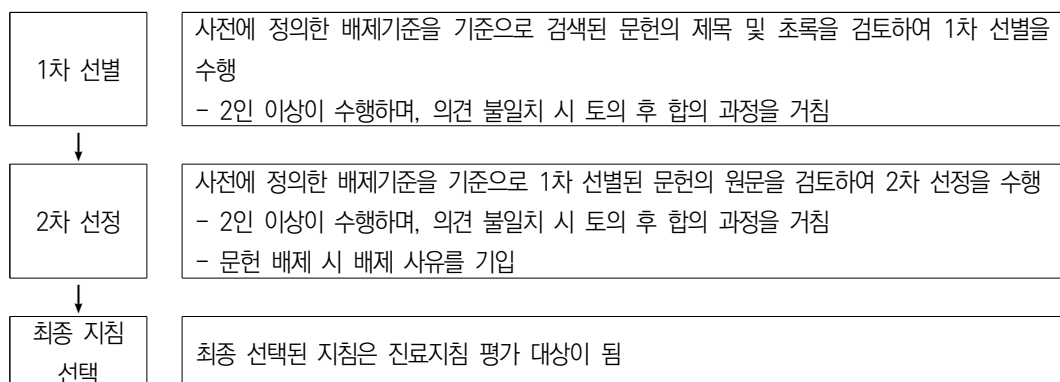 1차 선별
사전에 정의한 배제기준을 기준으로 검색된 문헌의 제목 및 초록을 검토하여 1차 선별을
수행
- 2인 이상이 수행하며, 의견 불일치 시 토의 후 합의 과정을 거침
2차 선정
사전에 정의한 배제기준을 기준으로 1차 선별된 문헌의 원문을 검토하여 2차 선정을 수행
- 2인 이상이 수행하며, 의견 불일치 시 토의 후 합의 과정을 거침
- 문헌 배제 시 배제 사유를 기입
최종 지침
선택
최종 선택된 지침은 진료지침 평가 대상이 됨